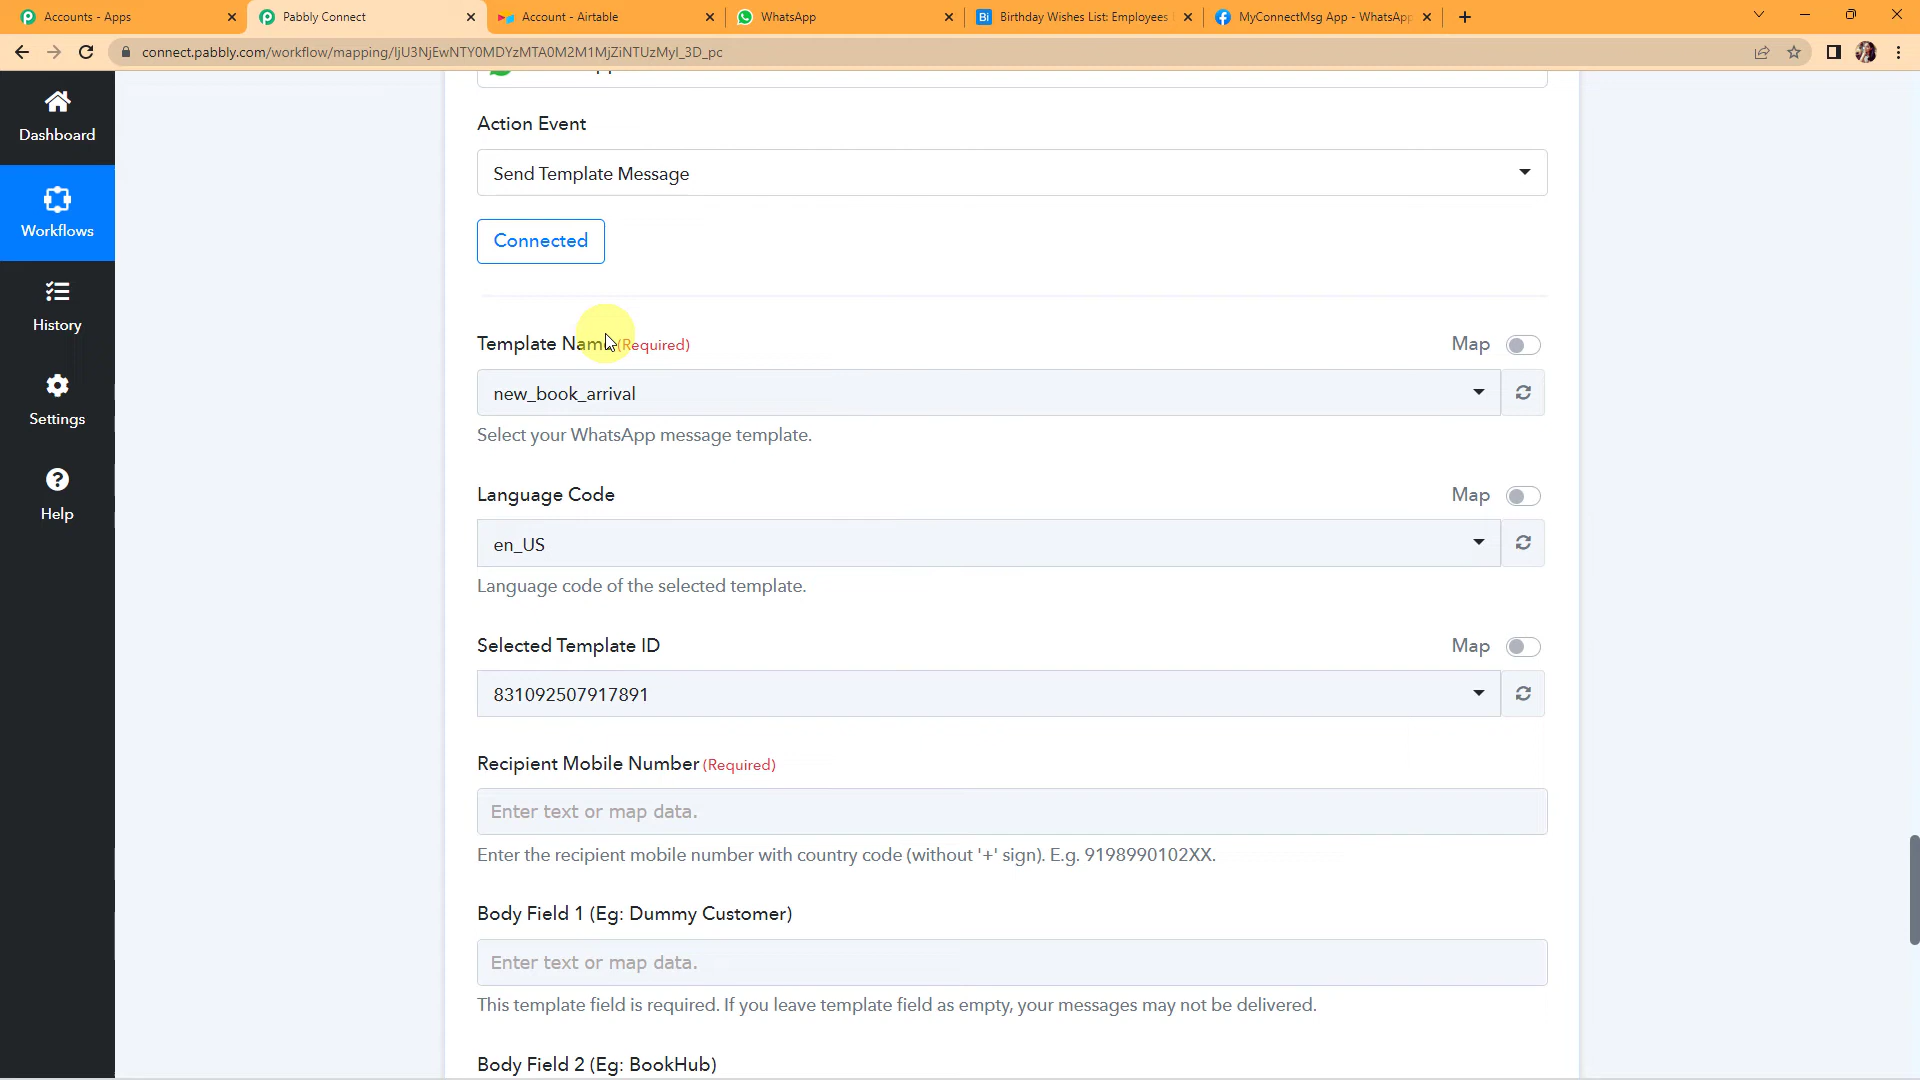 Accounts - Apps
Pabbly Connect
Account - Airtable
WhatsApp
Birthday Wishes List: Employees
MyConnectMsg App - WhatsApp
connect.pabbly.com/workflow/mapping/IjU3NjEwNTY0MDYzMTA0M2M1MjZiNTUzMyI_3D_pc
Dashboard
Workflows
History
Settings
Help
Action Event
Send Template Message
Connected
Template Name (Required)
Map
new_book_arrival
Select your WhatsApp message template.
Language Code
Map
en_US
Language code of the selected template.
Selected Template ID
Map
831092507917891
Recipient Mobile Number (Required)
Enter text or map data.
Enter the recipient mobile number with country code (without '+' sign). E.g. 9198990102XX.
Body Field 1 (Eg: Dummy Customer)
Enter text or map data.
This template field is required. If you leave template field as empty, your messages may not be delivered.
Body Field 2 (Eg: BookHub)